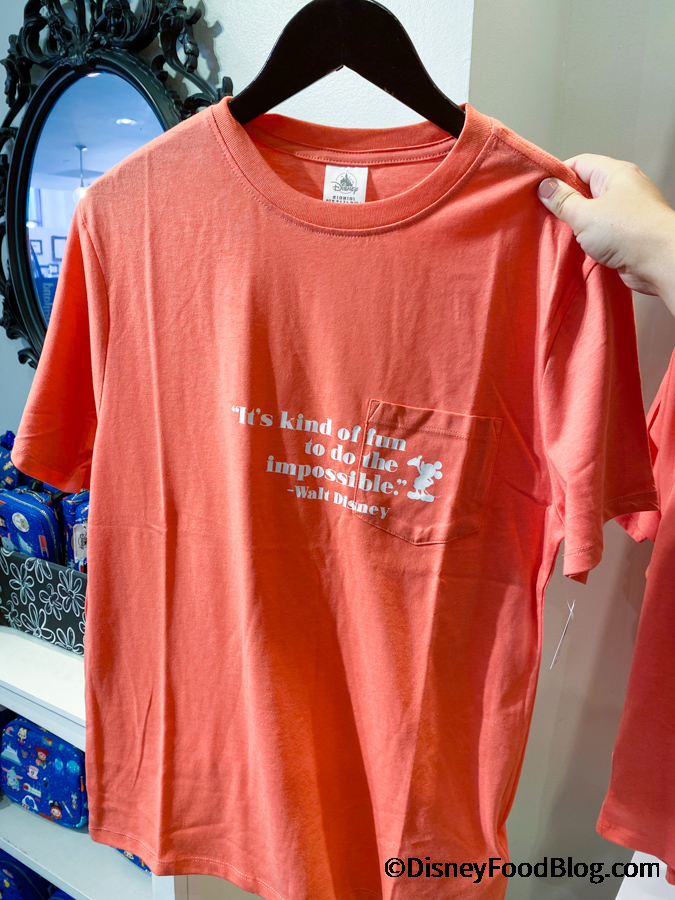 Disney
"It's kind of fun
to do the
impossible."
-Walt Disney
©DisneyFoodBlog.com